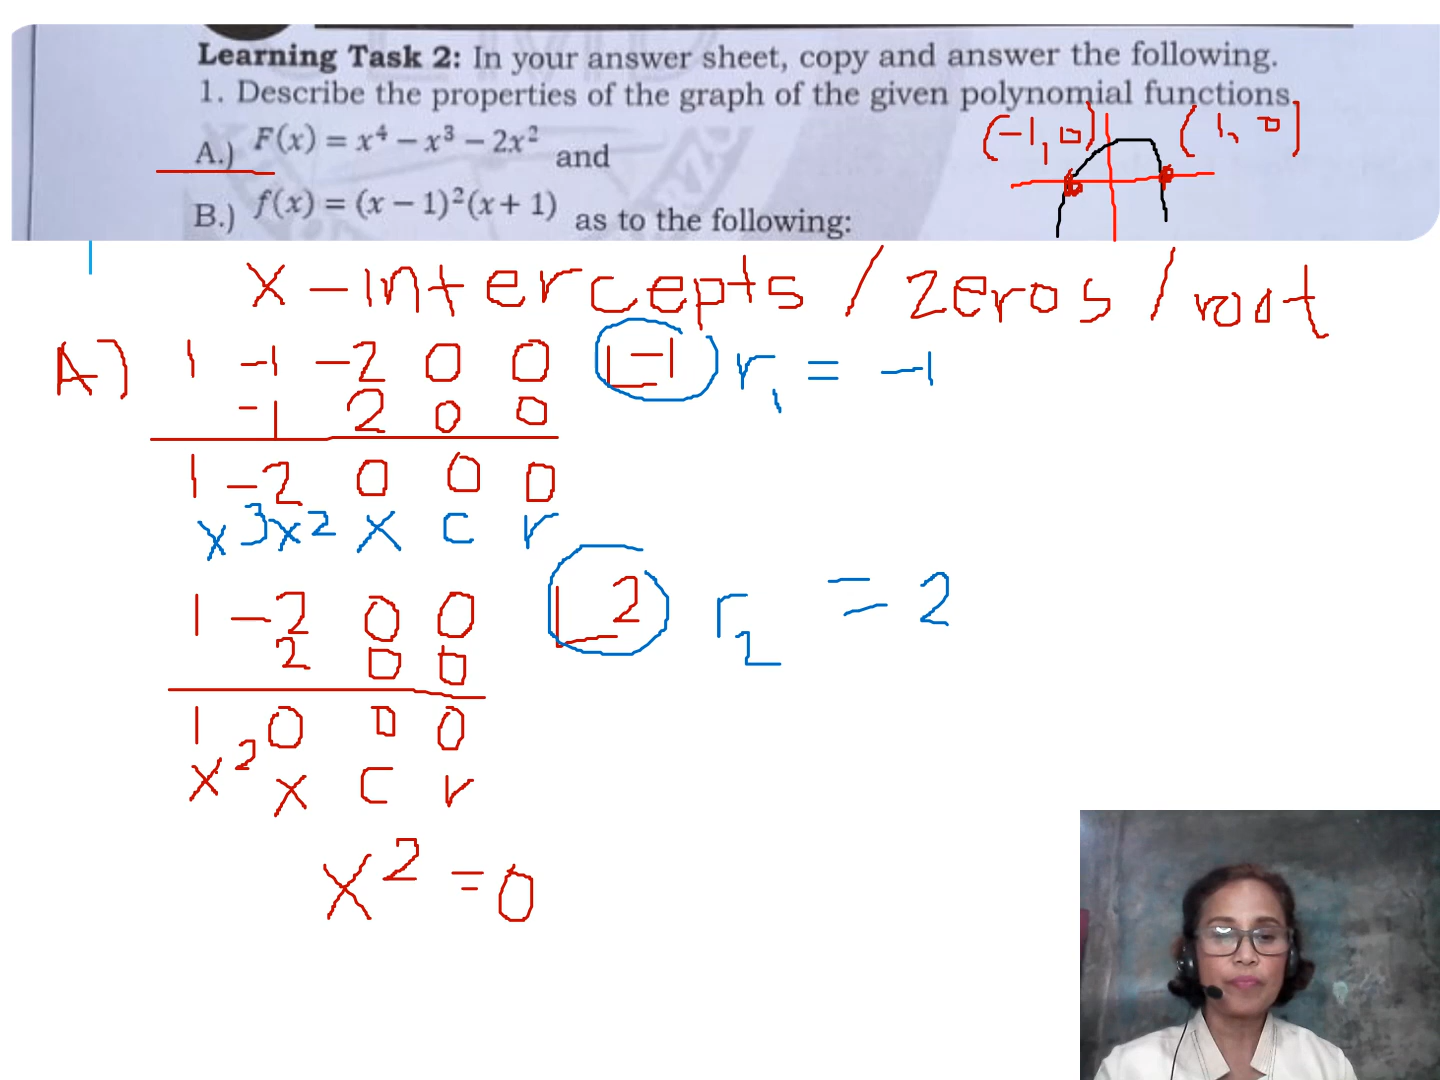 Learning Task 2: In your answer sheet, copy and answer the following.
1. Describe the properties of the graph of the given polynomial functions.
A.) F(x) = x⁴ – x³ – 2x² and
B.) f(x) = (x – 1)²(x + 1) as to the following:
(-1, 0) (1, 0)
x-intercepts / zeros / root
A) 1 -1 -2 0 0 |-1 r₁ = -1
-1 2 0 0
1 -2 0 0 0
x³ x² x c r
1 -2 0 0 |2 r₂ = 2
2 0 0
1 0 0 0
x² x c r
x² = 0